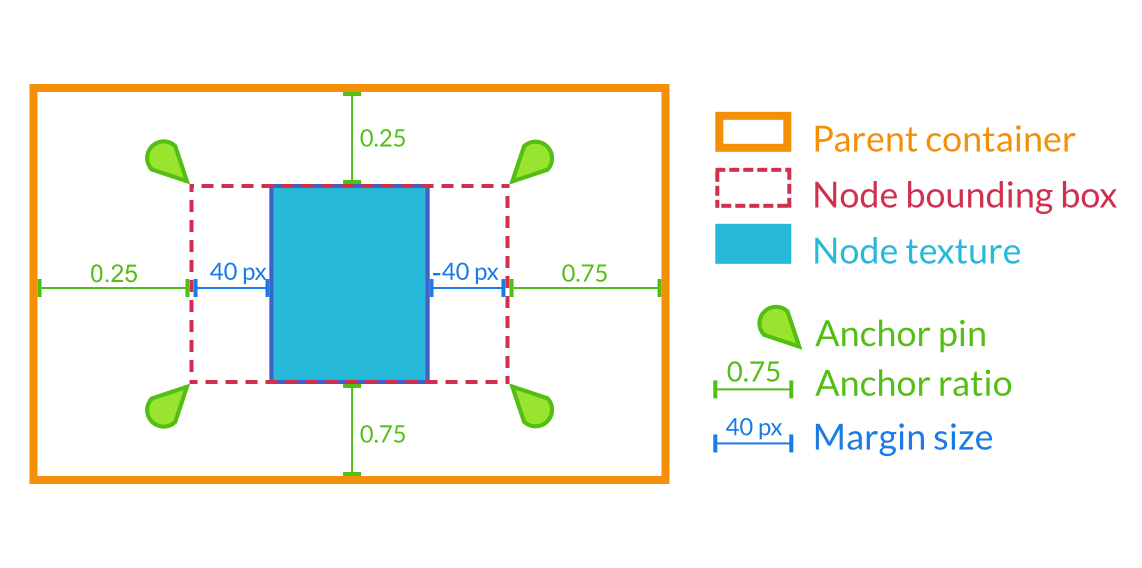 0.25
0.25
40 px
-40 px
0.75
0.75
Parent container
Node bounding box
Node texture
Anchor pin
0.75
Anchor ratio
40 px
Margin size